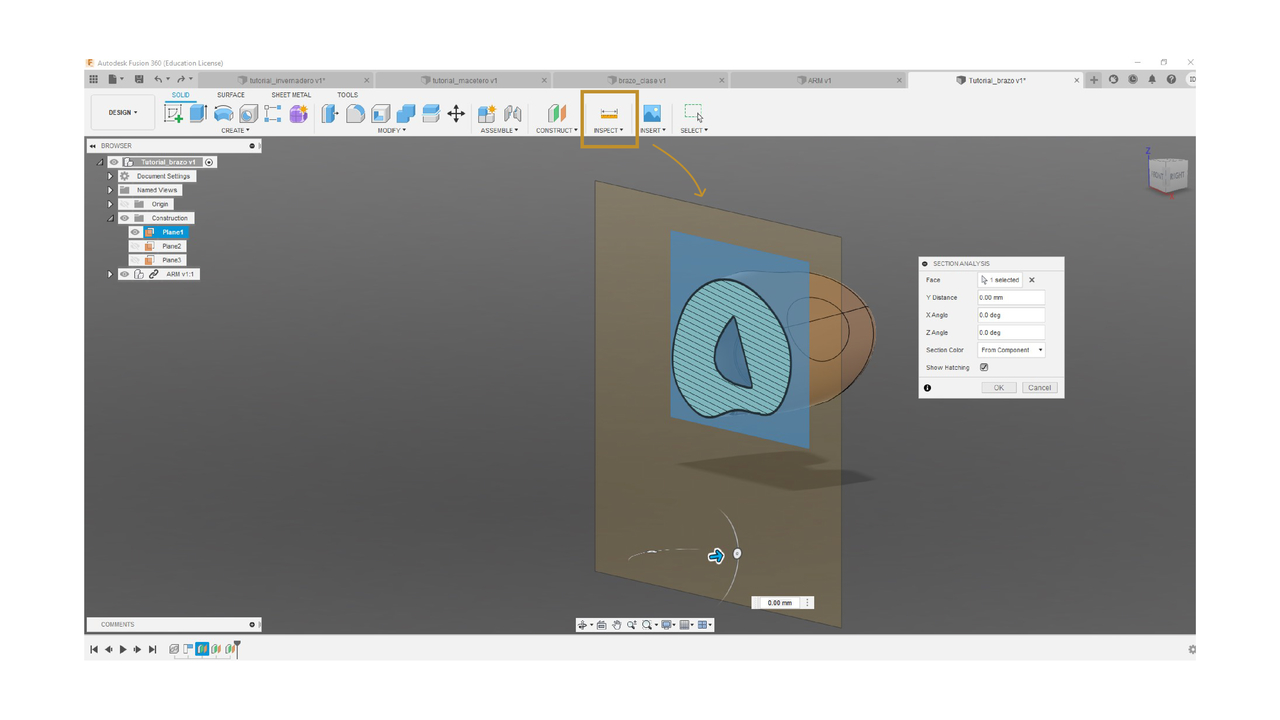 Autodesk Fusion 360 (Education License)
tutorial_invernadero v1*
tutorial_macetero v1
brazo_clase v1
ARM v1
Tutorial_brazo v1*
SOLID
SURFACE
SHEET METAL
TOOLS
DESIGN
CREATE
MODIFY
ASSEMBLE
CONSTRUCT
INSPECT
INSERT
SELECT
BROWSER
Tutorial_brazo v1
Document Settings
Named Views
Origin
Construction
Plane1
Plane2
Plane3
ARM v1:1
Z
FRONT
RIGHT
X
SECTION ANALYSIS
Face
1 selected
Y Distance
0.00 mm
X Angle
0.0 deg
Z Angle
0.0 deg
Section Color
From Component
Show Hatching
OK
Cancel
0.00 mm
COMMENTS